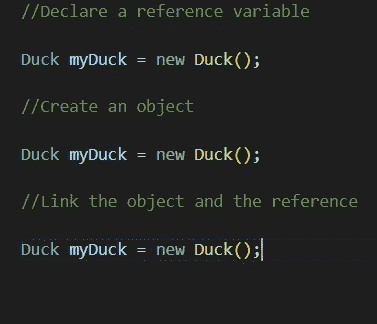 //Declare a reference variable
Duck myDuck = new Duck();
//Create an object
Duck myDuck = new Duck();
//Link the object and the reference
Duck myDuck = new Duck();